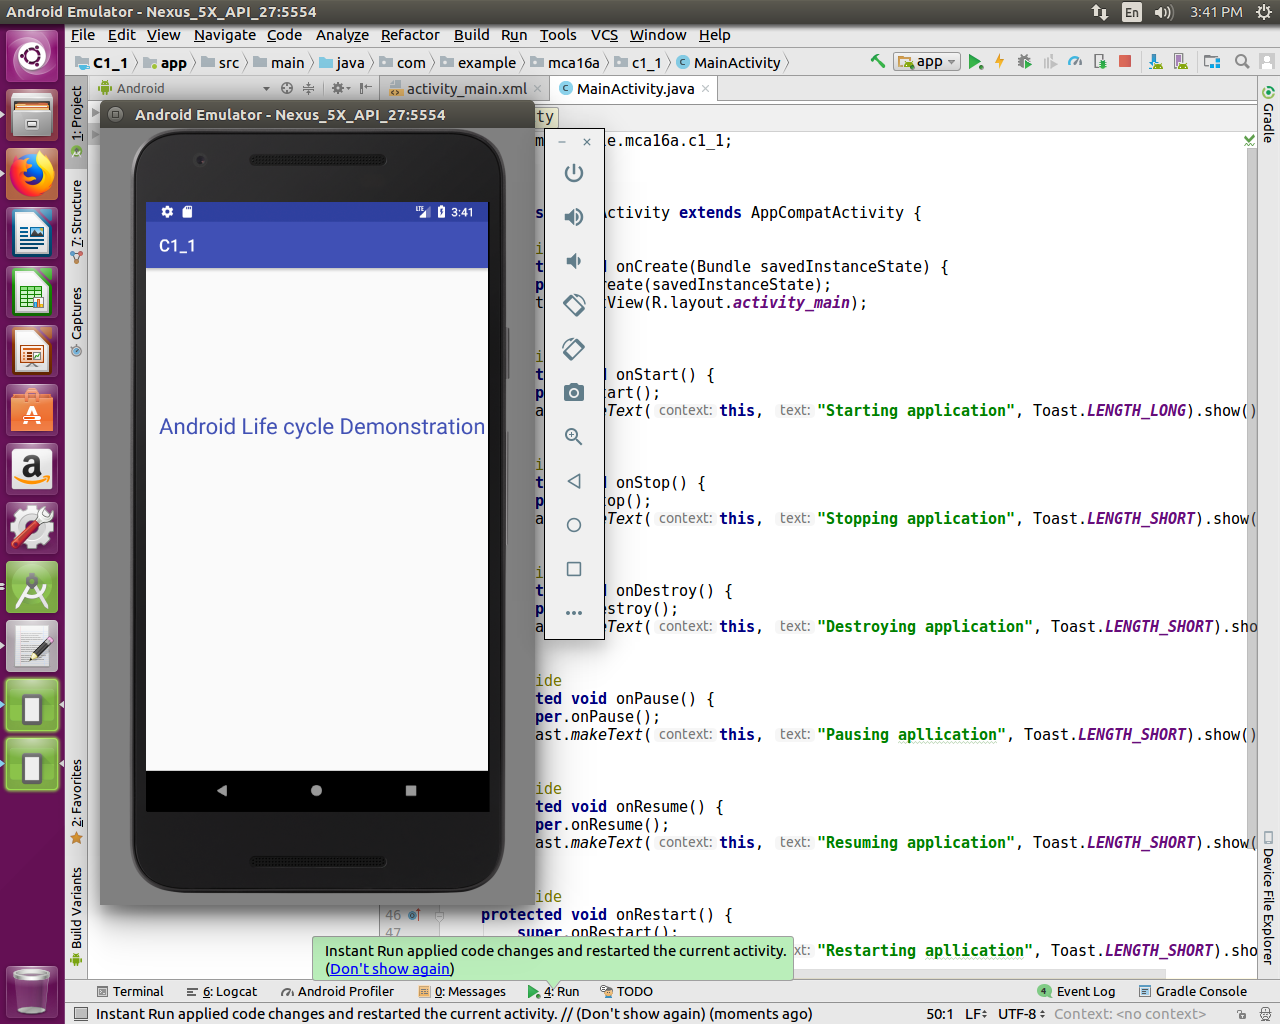 Android Emulator - Nexus_5X_API_27:5554
En
3:41 PM
File Edit View Navigate Code Analyze Refactor Build Run Tools VCS Window Help
C1_1 app src main java com example mca16a c1_1 MainActivity
app
Android
activity_main.xml
MainActivity.java
Android Emulator - Nexus_5X_API_27:5554
ty
.mca16a.c1_1;
LTE
3:41
C1_1
Android Life cycle Demonstration
Activity extends AppCompatActivity {
onCreate(Bundle savedInstanceState) {
create(savedInstanceState);
View(R.layout.activity_main);
onStart() {
art();
makeText( context: this, text: "Starting application", Toast.LENGTH_LONG).show()
onStop() {
top();
makeText( context: this, text: "Stopping application", Toast.LENGTH_SHORT).show(
onDestroy() {
estroy();
makeText( context: this, text: "Destroying application", Toast.LENGTH_SHORT).sho
ide
ted void onPause() {
per.onPause();
ast.makeText( context: this, text: "Pausing apllication", Toast.LENGTH_SHORT).show()
ide
ted void onResume() {
per.onResume();
ast.makeText( context: this, text: "Resuming application", Toast.LENGTH_SHORT).show(
ide
46 protected void onRestart() {
47 super.onRestart();
"Restarting apllication", Toast.LENGTH_SHORT).sho
1: Project
7: Structure
Captures
2: Favorites
Build Variants
Gradle
Device File Explorer
Instant Run applied code changes and restarted the current activity.
(Don't show again)
Terminal 6: Logcat Android Profiler 0: Messages 4: Run TODO
4 Event Log Gradle Console
Instant Run applied code changes and restarted the current activity. // (Don't show again) (moments ago)
50:1 LF UTF-8 Context: <no context>